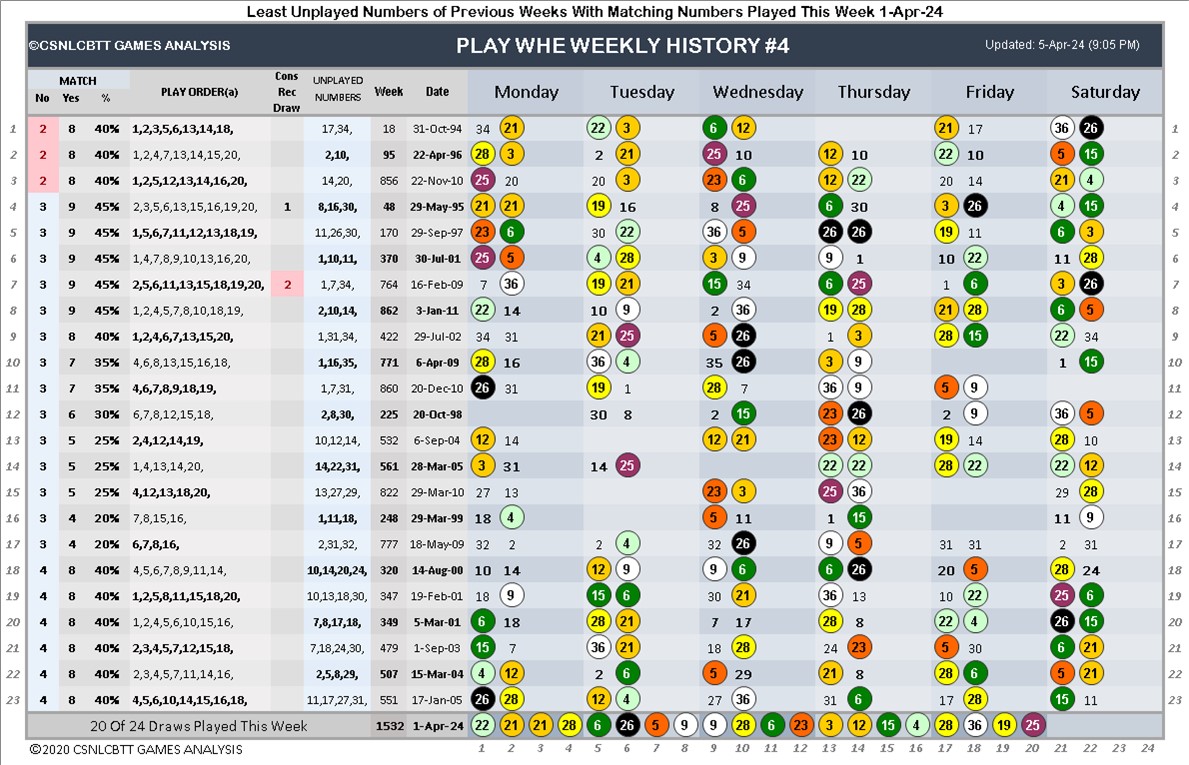 Least Unplayed Numbers of Previous Weeks With Matching Numbers Played This Week 1-Apr-24
©CSNLCBTT GAMES ANALYSIS PLAY WHE WEEKLY HISTORY #4 Updated: 5-Apr-24 (9:05 PM)
MATCH No Yes % PLAY ORDER(a) Cons Rec Draw UNPLAYED NUMBERS Week Date Monday Tuesday Wednesday Thursday Friday Saturday
1 2 8 40% 1,2,3,5,6,13,14,18, 17,34, 18 31-Oct-94 34 21 22 3 6 12 21 17 36 26 1
2 2 8 40% 1,2,4,7,13,14,15,20, 2,10, 95 22-Apr-96 28 3 2 21 25 10 12 10 22 10 5 15 2
3 2 8 40% 1,2,5,12,13,14,16,20, 14,20, 856 22-Nov-10 25 20 20 3 23 6 12 22 20 14 21 4 3
4 9 45% 2,3,5,6,13,15,16,19,20, 1 8,16,30, 48 29-May-95 21 21 19 16 8 25 6 30 3 26 4 15 4
5 3 9 45% 1,5,6,7,11,12,13,18,19, 11,26,30, 170 29-Sep-97 23 6 30 22 36 5 26 26 19 11 6 3 5
6 3 9 45% 1,4,7,8,9,10,13,16,20, 1,10,11, 370 30-Jul-01 25 5 4 28 3 9 9 1 10 22 11 28 6
7 3 9 45% 2,5,6,11,13,15,18,19,20, 2 1,7,34, 764 16-Feb-09 7 36 19 21 15 34 6 25 1 6 3 26 7
8 3 9 45% 1,2,4,5,7,8,10,18,19, 2,10,14, 862 3-Jan-11 22 14 10 9 2 36 19 28 21 28 6 5 8
9 3 8 40% 1,2,4,6,7,13,15,20, 1,31,34, 422 29-Jul-02 34 31 21 25 5 26 1 3 28 15 22 34 9
10 3 7 35% 4,6,8,13,15,16,18, 1,16,35, 771 6-Apr-09 28 16 36 4 35 26 3 9 1 15 10
11 3 7 35% 4,6,7,8,9,18,19, 1,7,31, 860 20-Dec-10 26 31 19 1 28 7 36 9 5 9 11
12 3 6 30% 6,7,8,12,15,18, 2,8,30, 225 20-Oct-98 30 8 2 15 23 26 2 9 36 5 12
13 3 5 25% 2,4,12,14,19, 10,12,14, 532 6-Sep-04 12 14 12 21 23 12 19 14 28 10 13
14 3 5 25% 1,4,13,14,20, 14,22,31, 561 28-Mar-05 3 31 14 25 22 22 28 22 22 12 14
15 3 5 25% 4,12,13,18,20, 13,27,29, 822 29-Mar-10 27 13 23 3 25 36 29 28 15
16 3 4 20% 7,8,15,16, 1,11,18, 248 29-Mar-99 18 4 5 11 1 15 11 9 16
17 3 4 20% 6,7,8,16, 2,31,32, 777 18-May-09 32 2 2 4 32 26 9 5 31 31 2 31 17
18 4 8 40% 4,5,6,7,8,9,11,14, 10,14,20,24, 320 14-Aug-00 10 14 12 9 9 6 6 26 20 5 28 24 18
19 4 8 40% 1,2,5,8,11,15,18,20, 10,13,18,30, 347 19-Feb-01 18 9 15 6 30 21 36 13 10 22 25 6 19
20 4 8 40% 1,2,4,5,6,10,15,16, 7,8,17,18, 349 5-Mar-01 6 18 28 21 7 17 28 8 22 4 26 15 20
21 4 8 40% 2,3,4,5,7,12,15,18, 7,18,24,30, 479 1-Sep-03 15 7 36 21 18 28 24 23 5 30 6 21 21
22 4 8 40% 2,3,4,5,7,11,14,16, 2,5,8,29, 507 15-Mar-04 4 12 2 6 5 29 21 8 28 6 5 21 22
23 4 8 40% 4,5,6,10,14,15,16,18, 11,17,27,31, 551 17-Jan-05 26 28 12 4 27 36 31 6 17 28 15 11 23
20 Of 24 Draws Played This Week 1532 1-Apr-24 22 21 21 28 6 26 5 9 9 28 6 23 3 12 15 4 28 36 19 25
©2020 CSNLCBTT GAMES ANALYSIS 1 2 3 4 5 6 7 8 9 10 11 12 13 14 15 16 17 18 19 20 21 22 23 24